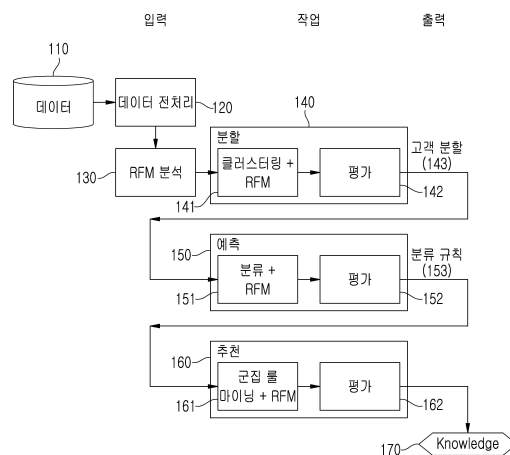 입력
작업
출력
110
데이터
데이터 전처리
120
130
RFM 분석
140
분할
클러스터링 +
RFM
141
평가
142
고객 분할
(143)
150
예측
분류 +
RFM
151
평가
152
분류 규칙
(153)
160
추천
군집 룰
마이닝 + RFM
161
평가
162
170
Knowledge